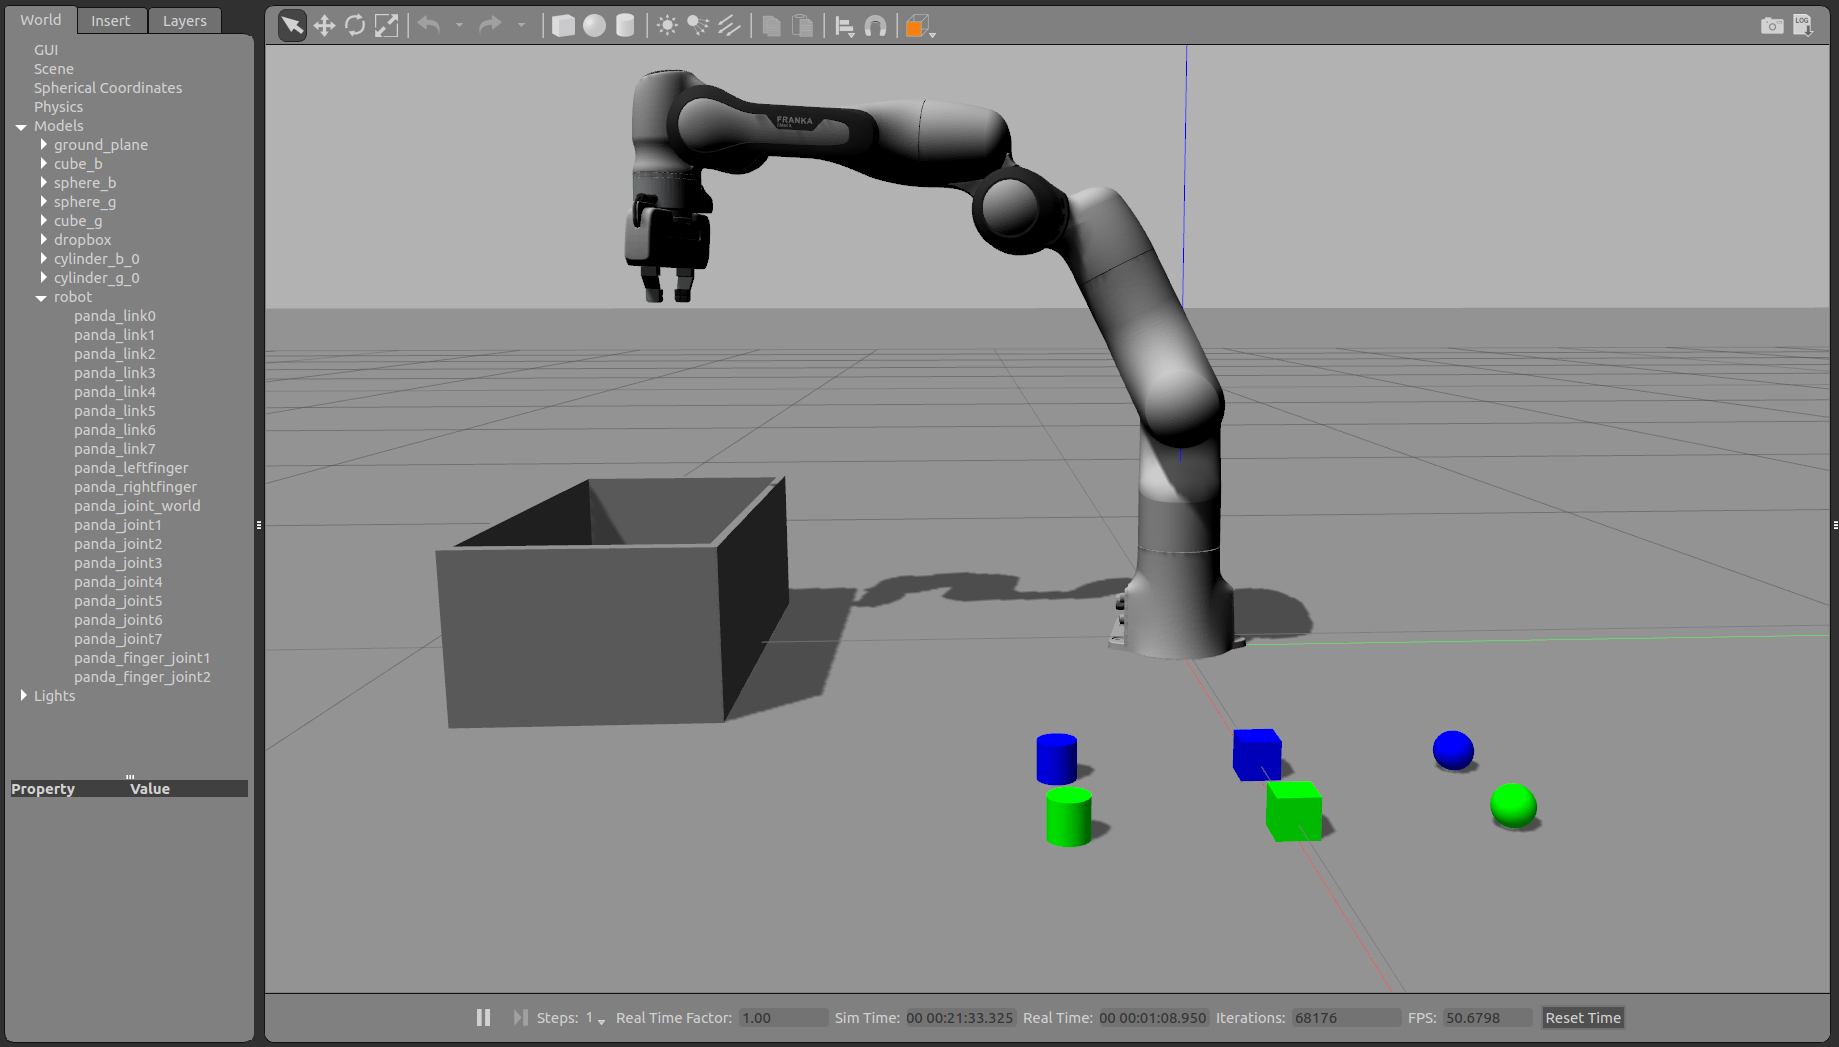 World Insert Layers
GUI
Scene
Spherical Coordinates
Physics
Models
ground_plane
cube_b
sphere_b
sphere_g
cube_g
dropbox
cylinder_b_0
cylinder_g_0
robot
panda_link0
panda_link1
panda_link2
panda_link3
panda_link4
panda_link5
panda_link6
panda_link7
panda_leftfinger
panda_rightfinger
panda_joint_world
panda_joint1
panda_joint2
panda_joint3
panda_joint4
panda_joint5
panda_joint6
panda_joint7
panda_finger_joint1
panda_finger_joint2
Lights
Property Value
LOG
FRANKA
Steps: 1 Real Time Factor: 1.00 Sim Time: 00 00:21:33.325 Real Time: 00 00:01:08.950 Iterations: 68176 FPS: 50.6798 Reset Time